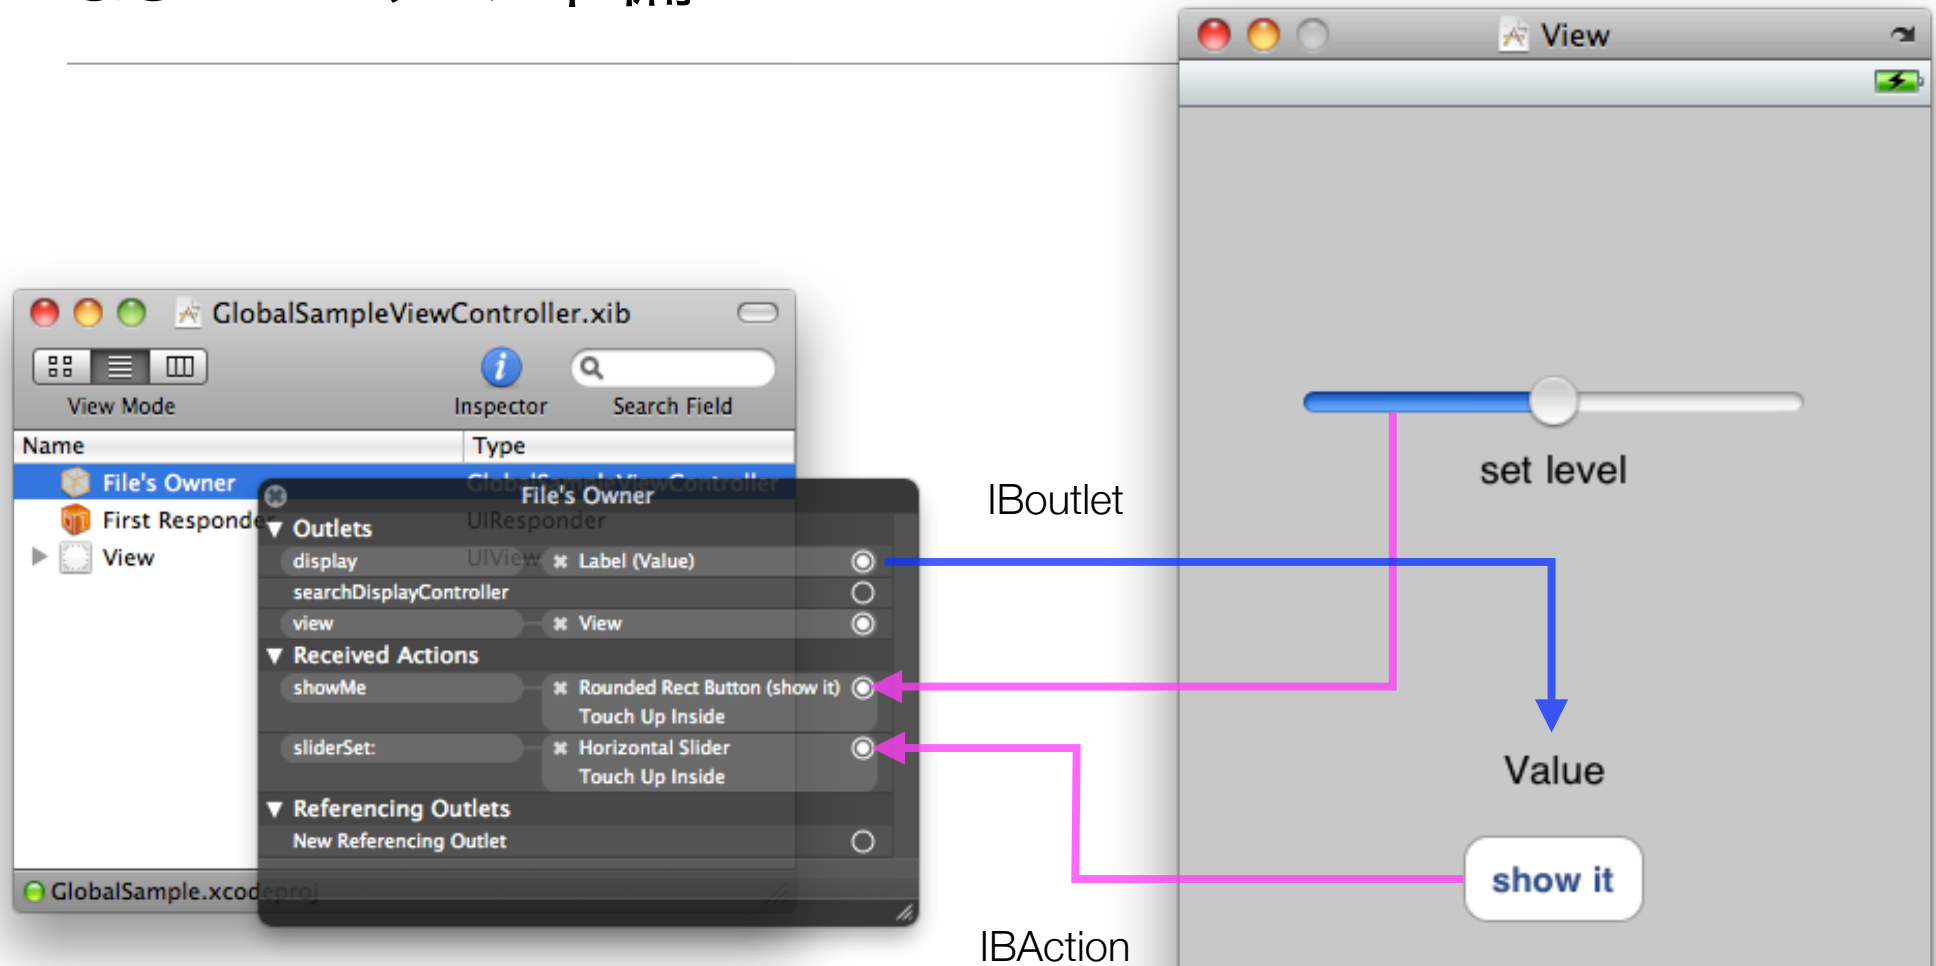 View
GlobalSampleViewController.xib
View Mode
Inspector
Search Field
Name
Type
File's Owner
GlobalSampleViewController
First Responder
UIResponder
View
UIView
File's Owner
Outlets
display
Label (Value)
searchDisplayController
view
View
Received Actions
showMe
Rounded Rect Button (show it)
Touch Up Inside
sliderSet:
Horizontal Slider
Touch Up Inside
Referencing Outlets
New Referencing Outlet
GlobalSample.xcodeproj
IBoutlet
IBAction
set level
Value
show it